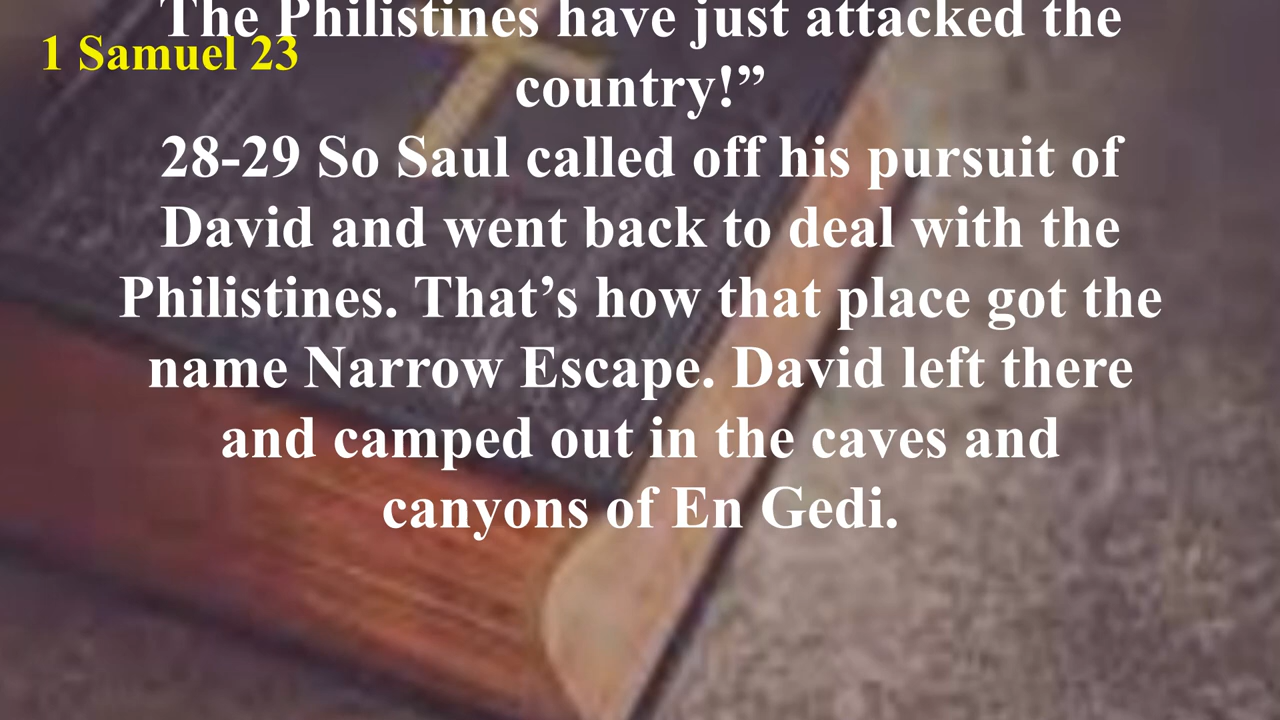 The Philistines have just attacked the
1 Samuel 23
country!”
28-29 So Saul called off his pursuit of
David and went back to deal with the
Philistines. That’s how that place got the
name Narrow Escape. David left there
and camped out in the caves and
canyons of En Gedi.